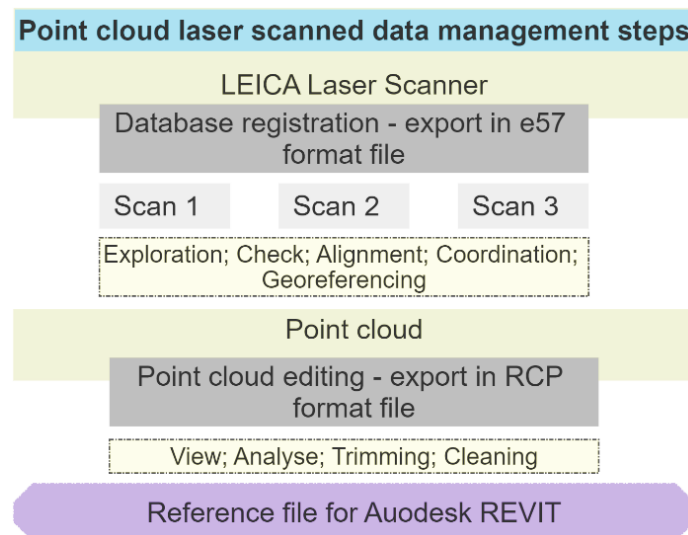 Point cloud laser scanned data management steps
LEICA Laser Scanner
Database registration - export in e57
format file
Scan 1
Scan 2
Scan 3
Exploration; Check; Alignment; Coordination;
Georeferencing
Point cloud
Point cloud editing - export in RCP
format file
View; Analyse; Trimming; Cleaning
Reference file for Auodesk REVIT